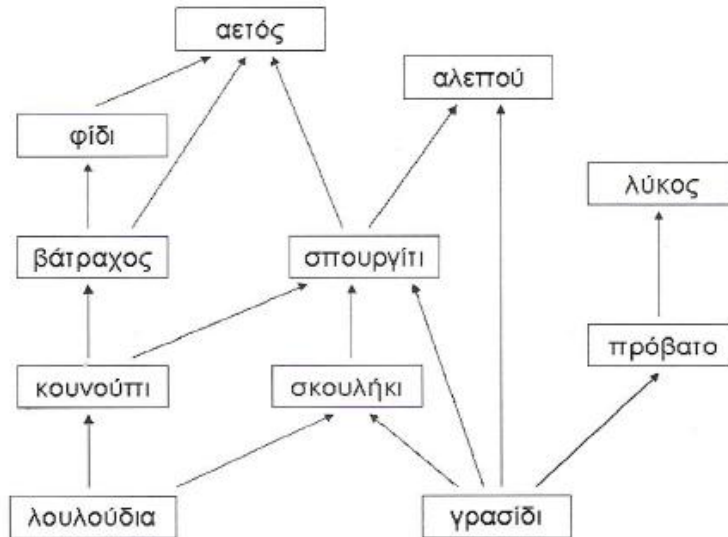 αετός
αλεπού
φίδι
λύκος
βάτραχος
σπουργίτι
πρόβατο
κουνούπι
σκουλήκι
λουλούδια
γρασίδι